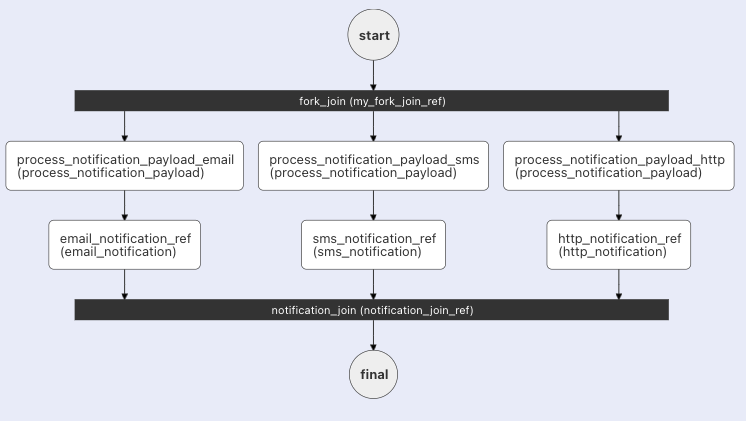 start
fork_join (my_fork_join_ref)
process_notification_payload_email
(process_notification_payload)
process_notification_payload_sms
(process_notification_payload)
process_notification_payload_http
(process_notification_payload)
email_notification_ref
(email_notification)
sms_notification_ref
(sms_notification)
http_notification_ref
(http_notification)
notification_join (notification_join_ref)
final